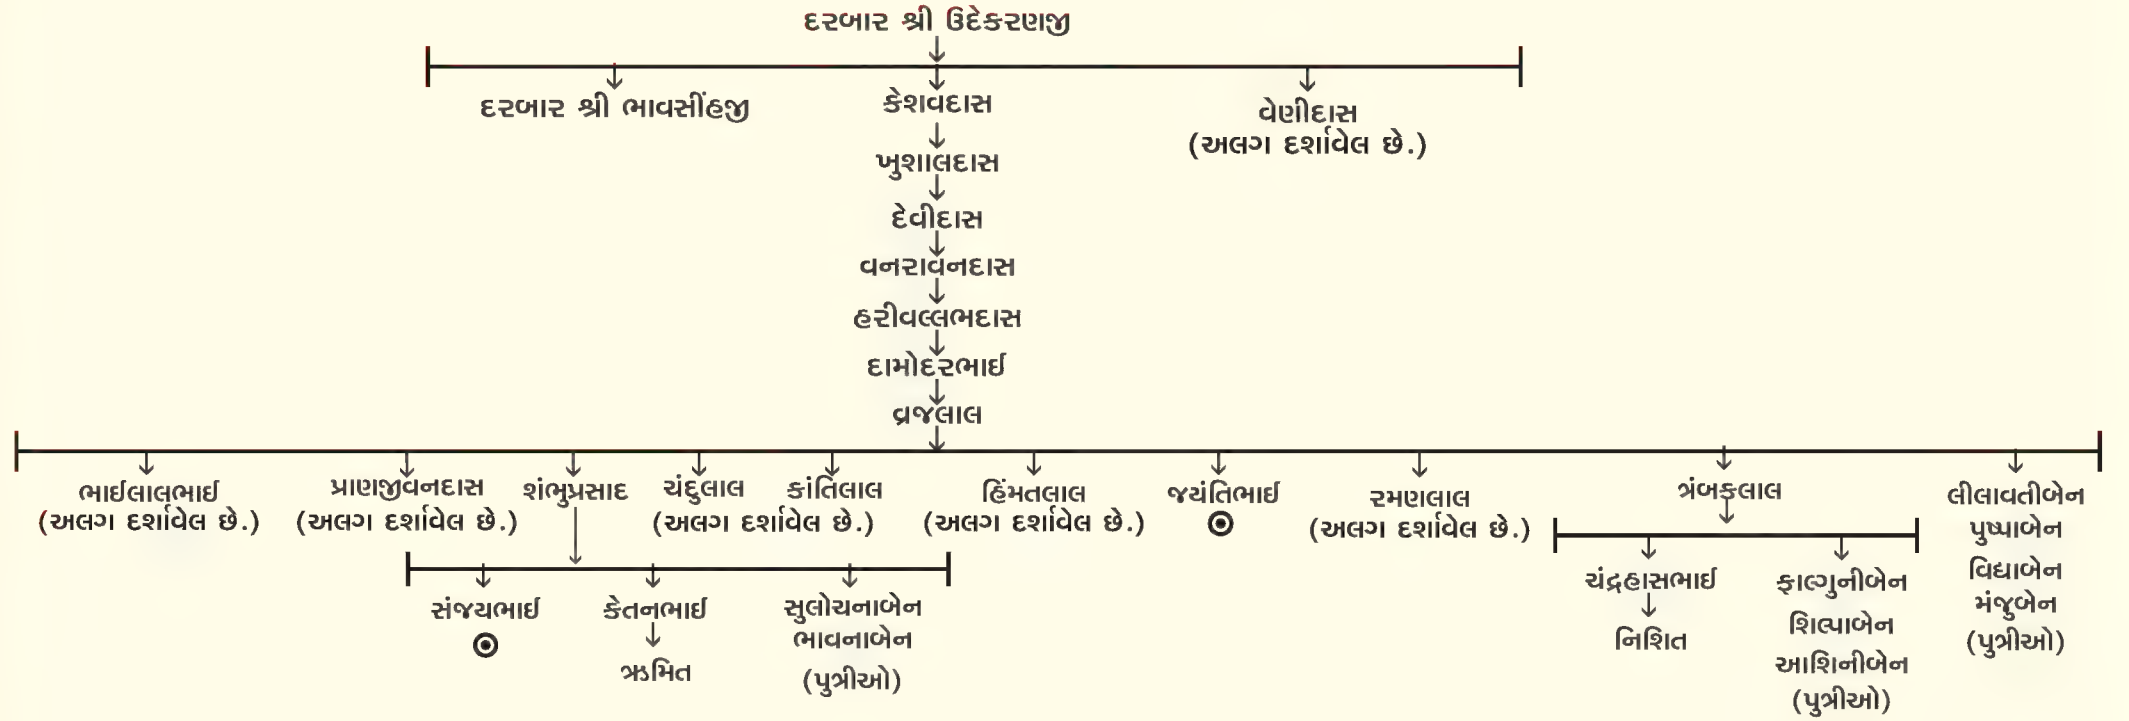 દરબાર શ્રી ઉદેકરણજી
દરબાર શ્રી ભાવસીંહજી
કેશવદાસ
વેણીદાસ
(અલગ દર્શાવેલ છે.)
ખુશાલદાસ
દેવીદાસ
વનરાવનદાસ
હરીવલ્લભદાસ
દામોદરભાઈ
વ્રજલાલ
ભાઈલાલભાઈ
(અલગ દર્શાવેલ છે.)
પ્રાણજીવનદાસ
(અલગ દર્શાવેલ છે.)
શંભુપ્રસાદ
ચંદુલાલ કાંતિલાલ
(અલગ દર્શાવેલ છે.)
હિંમતલાલ
(અલગ દર્શાવેલ છે.)
જયંતિભાઈ
રમણલાલ
(અલગ દર્શાવેલ છે.)
ત્રંબકલાલ
લીલાવતીબેન
પુષ્પાબેન
વિદ્યાબેન
મંજુબેન
(પુત્રીઓ)
સંજયભાઈ
કેતનભાઈ
ઋમિત
સુલોચનાબેન
ભાવનાબેન
(પુત્રીઓ)
ચંદ્રહાસભાઈ
નિશિત
ફાલ્ગુનીબેન
શિલ્પાબેન
આશિનીબેન
(પુત્રીઓ)